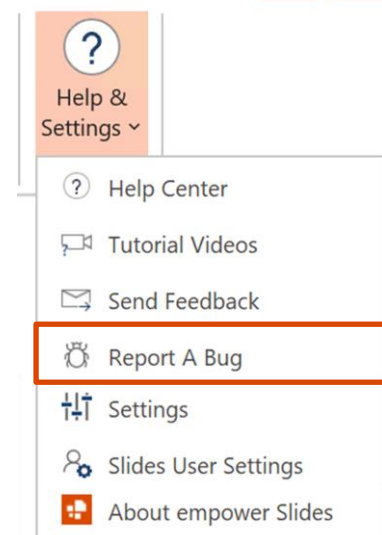 Help &
Settings
Help Center
Tutorial Videos
Send Feedback
Report A Bug
Settings
Slides User Settings
About empower Slides